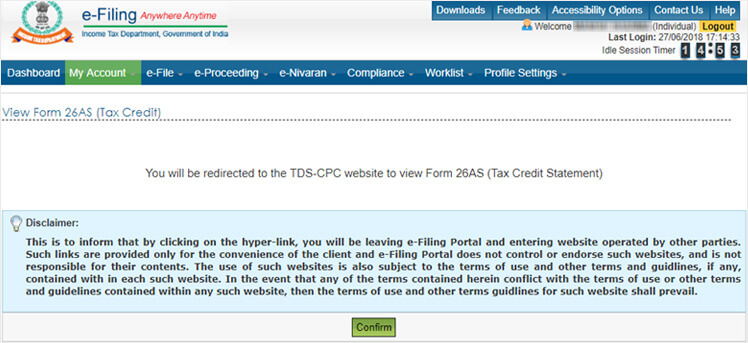 Downloads Feedback Accessibility Options Contact Us Help
e-Filing Anywhere Anytime
Income Tax Department, Government of India
Welcome (Individual) Logout
Last Login: 27/06/2018 17:14:33
Idle Session Timer 1 4 : 5 3
Dashboard My Account e-File e-Proceeding e-Nivaran Compliance Worklist Profile Settings
View Form 26AS (Tax Credit)
You will be redirected to the TDS-CPC website to view Form 26AS (Tax Credit Statement)
Disclaimer:
This is to inform that by clicking on the hyper-link, you will be leaving e-Filing Portal and entering website operated by other parties.
Such links are provided only for the convenience of the client and e-Filing Portal does not control or endorse such websites, and is not
responsible for their contents. The use of such websites is also subject to the terms of use and other terms and guidlines, if any,
contained with in each such website. In the event that any of the terms contained herein conflict with the terms of use or other terms
and guidelines contained within any such website, then the terms of use and other terms guidlines for such website shall prevail.
Confirm